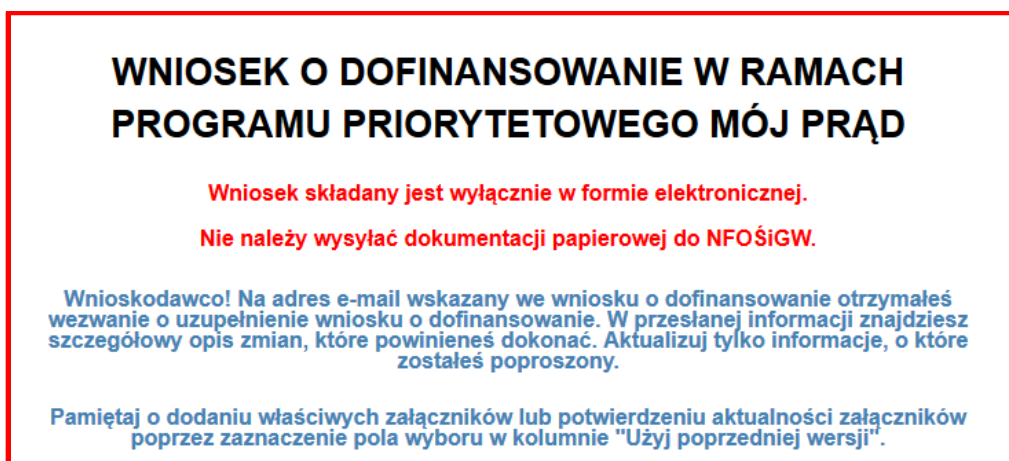 WNIOSEK O DOFINANSOWANIE W RAMACH
PROGRAMU PRIORYTETOWEGO MÓJ PRĄD
Wniosek składany jest wyłącznie w formie elektronicznej.
Nie należy wysyłać dokumentacji papierowej do NFOŚiGW.
Wnioskodawco! Na adres e-mail wskazany we wniosku o dofinansowanie otrzymałeś
wezwanie o uzupełnienie wniosku o dofinansowanie. W przesłanej informacji znajdziesz
szczegółowy opis zmian, które powinieneś dokonać. Aktualizuj tylko informacje, o które
zostałeś poproszony.
Pamiętaj o dodaniu właściwych załączników lub potwierdzeniu aktualności załączników
poprzez zaznaczenie pola wyboru w kolumnie "Użyj poprzedniej wersji".